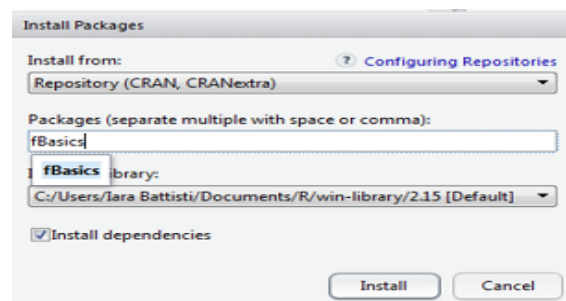 Install Packages
Install from:
? Configuring Repositories
Repository (CRAN, CRANextra)
Packages (separate multiple with space or comma):
fBasics
fBasics
ibrary:
C:/Users/Iara Battisti/Documents/R/win-library/2.15 [Default]
Install dependencies
Install
Cancel